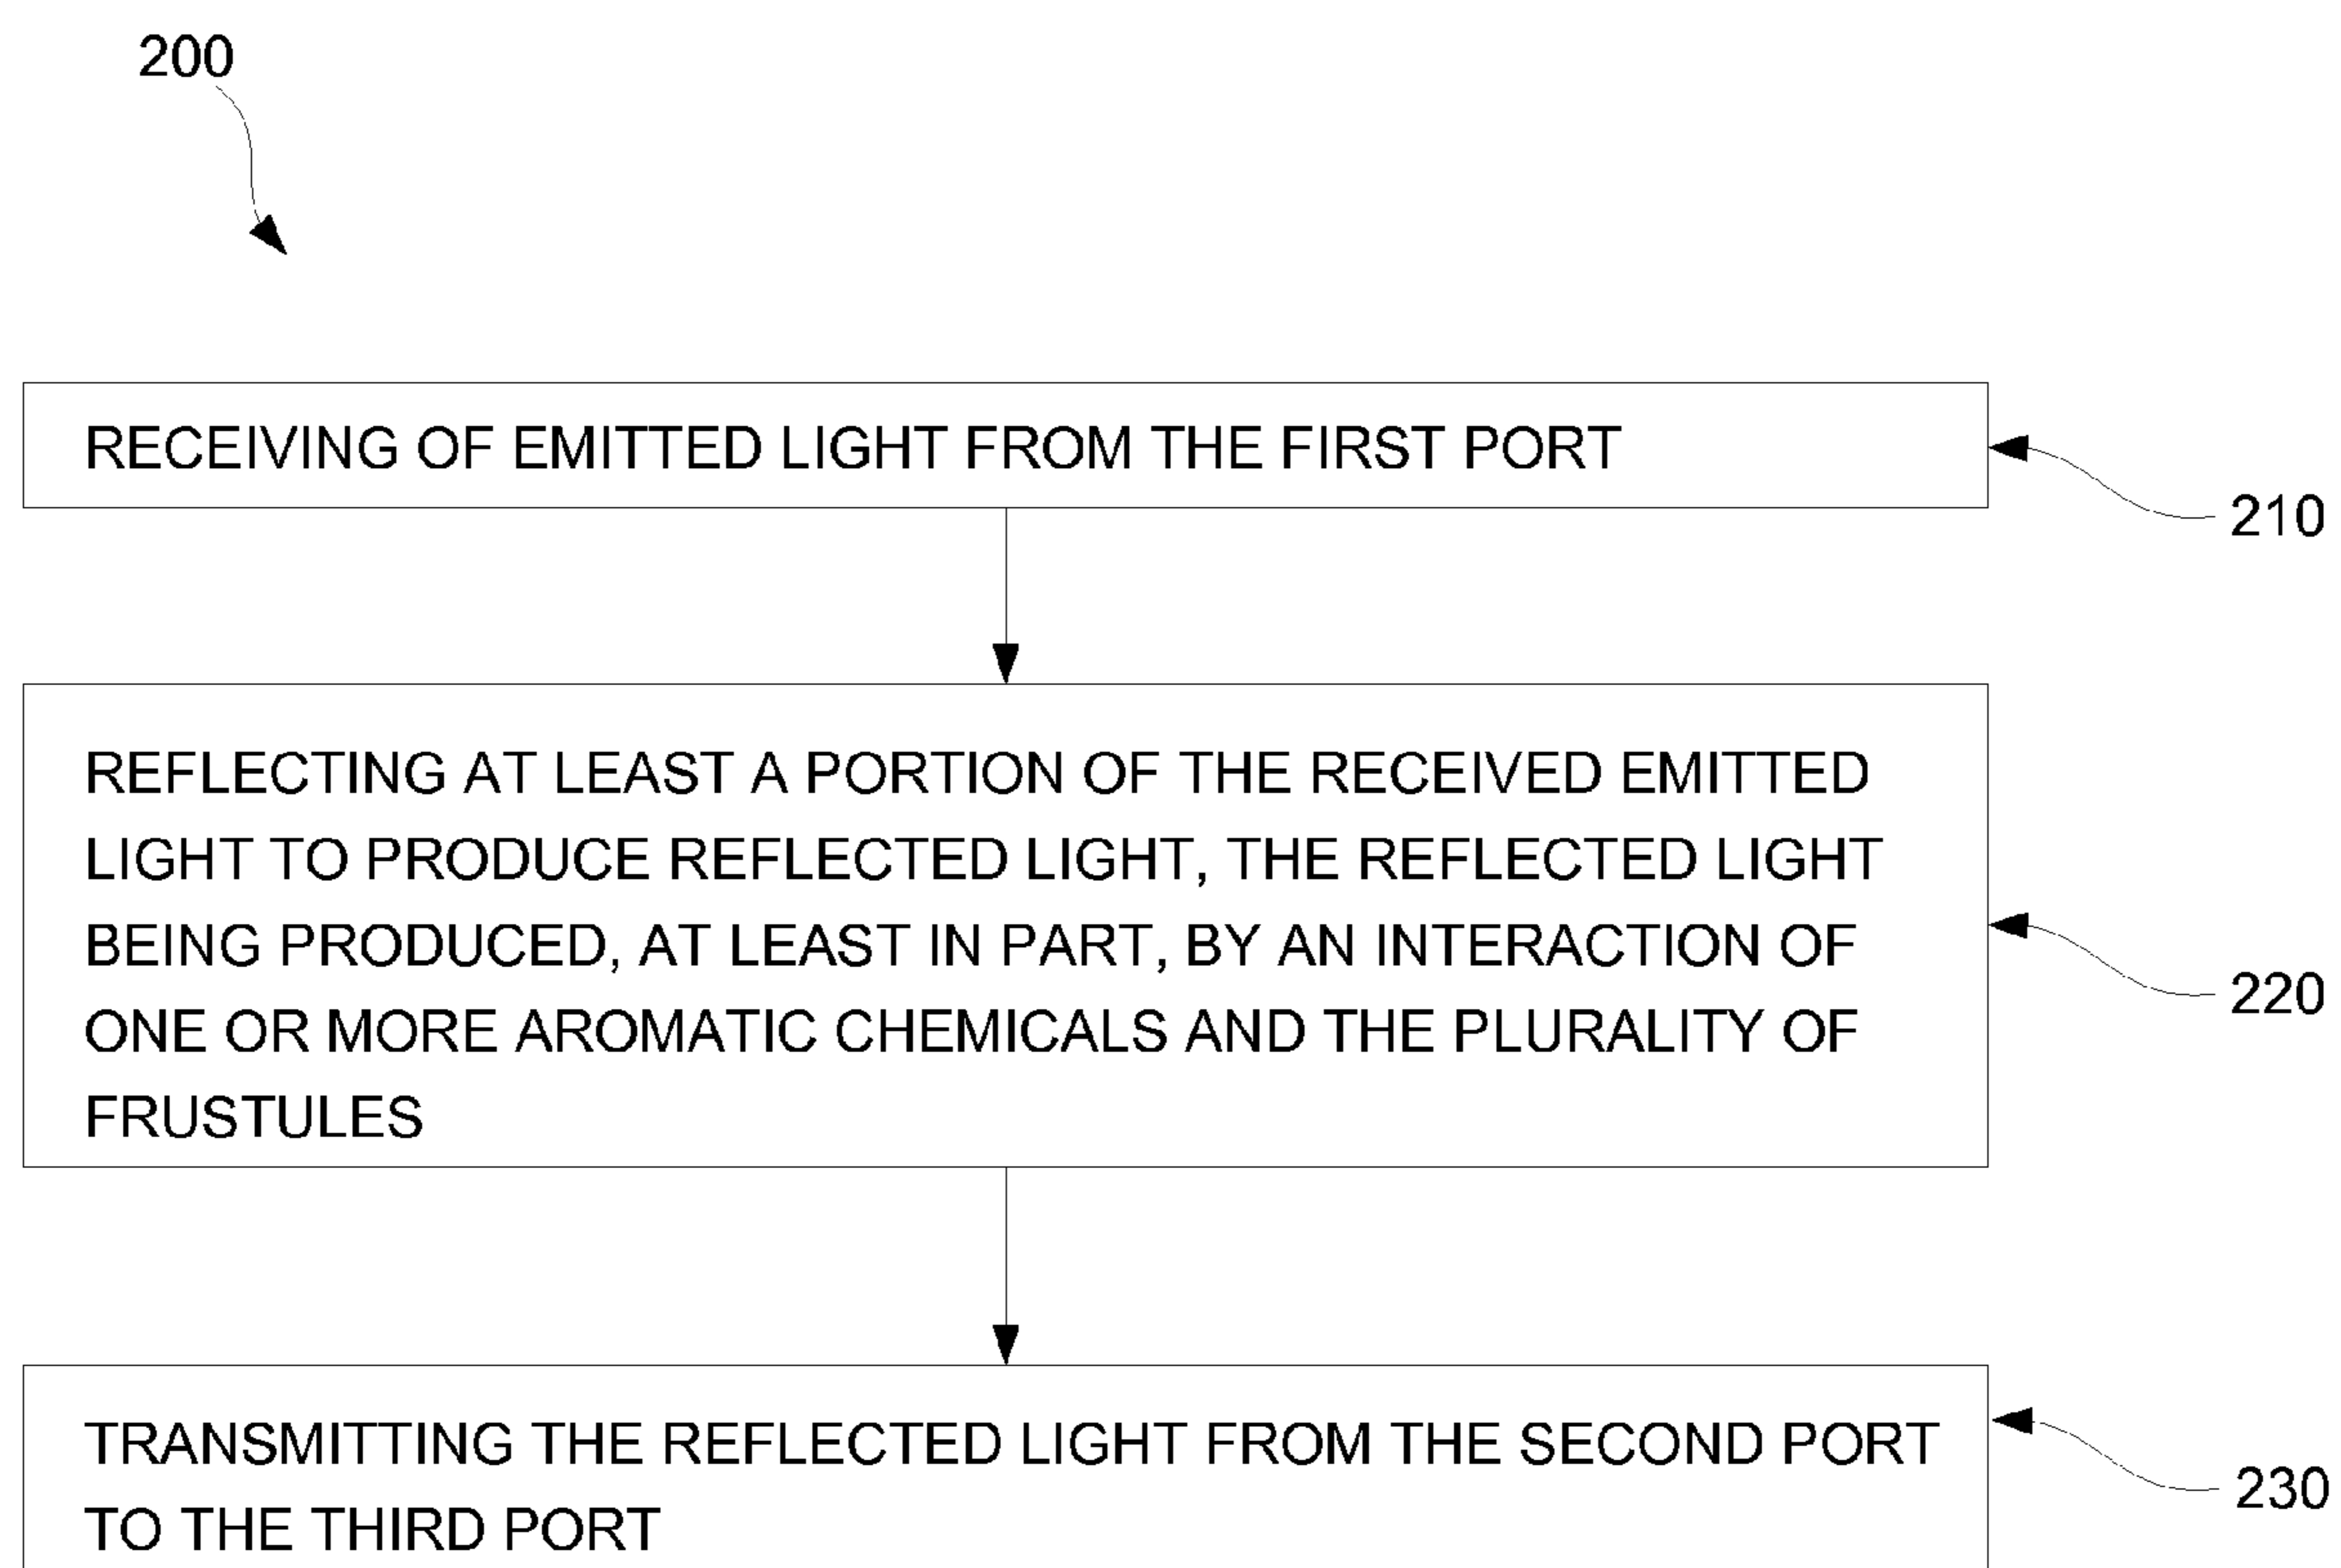 200
RECEIVING OF EMITTED LIGHT FROM THE FIRST PORT
210
REFLECTING AT LEAST A PORTION OF THE RECEIVED EMITTED
LIGHT TO PRODUCE REFLECTED LIGHT, THE REFLECTED LIGHT
BEING PRODUCED, AT LEAST IN PART, BY AN INTERACTION OF
ONE OR MORE AROMATIC CHEMICALS AND THE PLURALITY OF
FRUSTULES
220
TRANSMITTING THE REFLECTED LIGHT FROM THE SECOND PORT
TO THE THIRD PORT
230